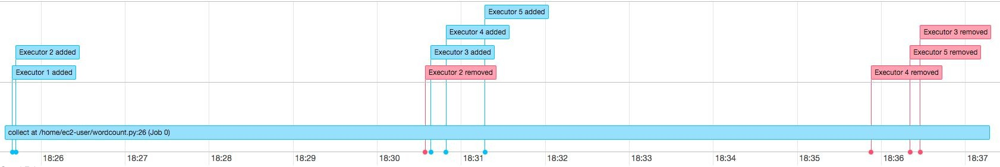 Executor 5 added
Executor 4 added
Executor 3 removed
Executor 2 added
Executor 3 added
Executor 5 removed
Executor 1 added
Executor 2 removed
Executor 4 removed
collect at /home/ec2-user/wordcount.py:26 (Job 0)
18:26 18:27 18:28 18:29 18:30 18:31 18:32 18:33 18:34 18:35 18:36 18:37